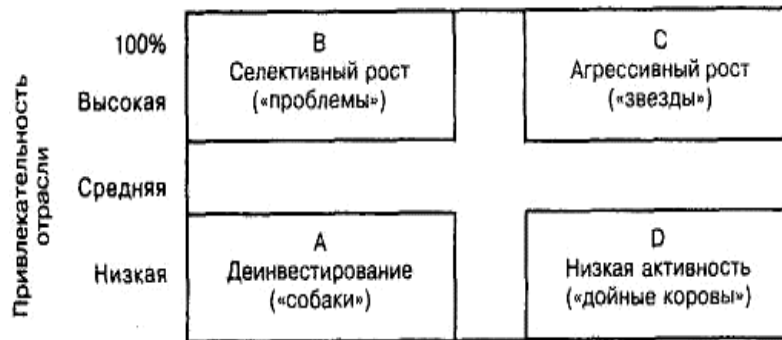 Привлекательность
отрасли
100%
Высокая
Средняя
Низкая
B
Селективный рост
(«проблемы»)
C
Агрессивный рост
(«звезды»)
A
Деинвестирование
(«собаки»)
D
Низкая активность
(«дойные коровы»)